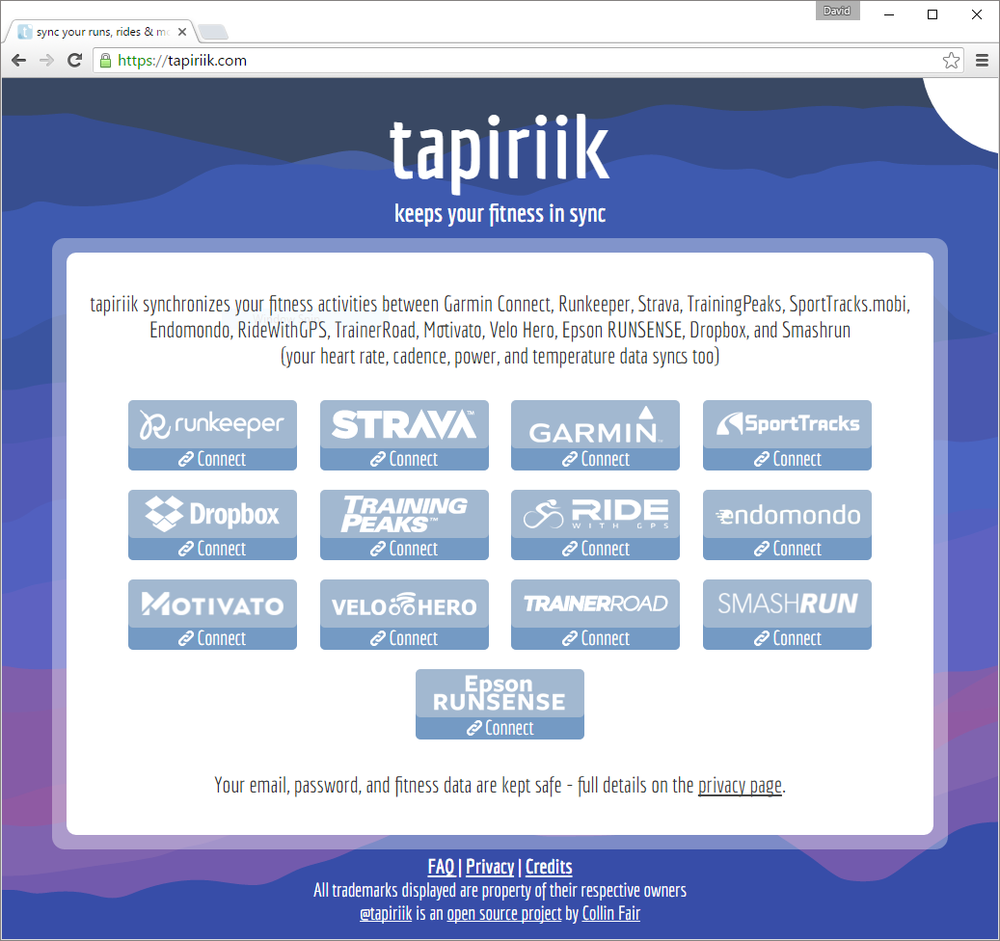 David
sync your runs, rides & mo
https://tapiriik.com
tapiriik
keeps your fitness in sync
tapiriik synchronizes your fitness activities between Garmin Connect, Runkeeper, Strava, TrainingPeaks, SportTracks.mobi,
Endomondo, RideWithGPS, TrainerRoad, Motivato, Velo Hero, Epson RUNSENSE, Dropbox, and Smashrun
(your heart rate, cadence, power, and temperature data syncs too)
runkeeper STRAVA™ GARMIN™ SportTracks
Connect Connect Connect Connect
Dropbox TRAINING PEAKS™ RIDE WITH GPS endomondo
Connect Connect Connect Connect
MOTIVATO VELO HERO TRAINERROAD SMASHRUN
Connect Connect Connect Connect
Epson
RUNSENSE
Connect
Your email, password, and fitness data are kept safe - full details on the privacy page.
FAQ | Privacy | Credits
All trademarks displayed are property of their respective owners
@tapiriik is an open source project by Collin Fair